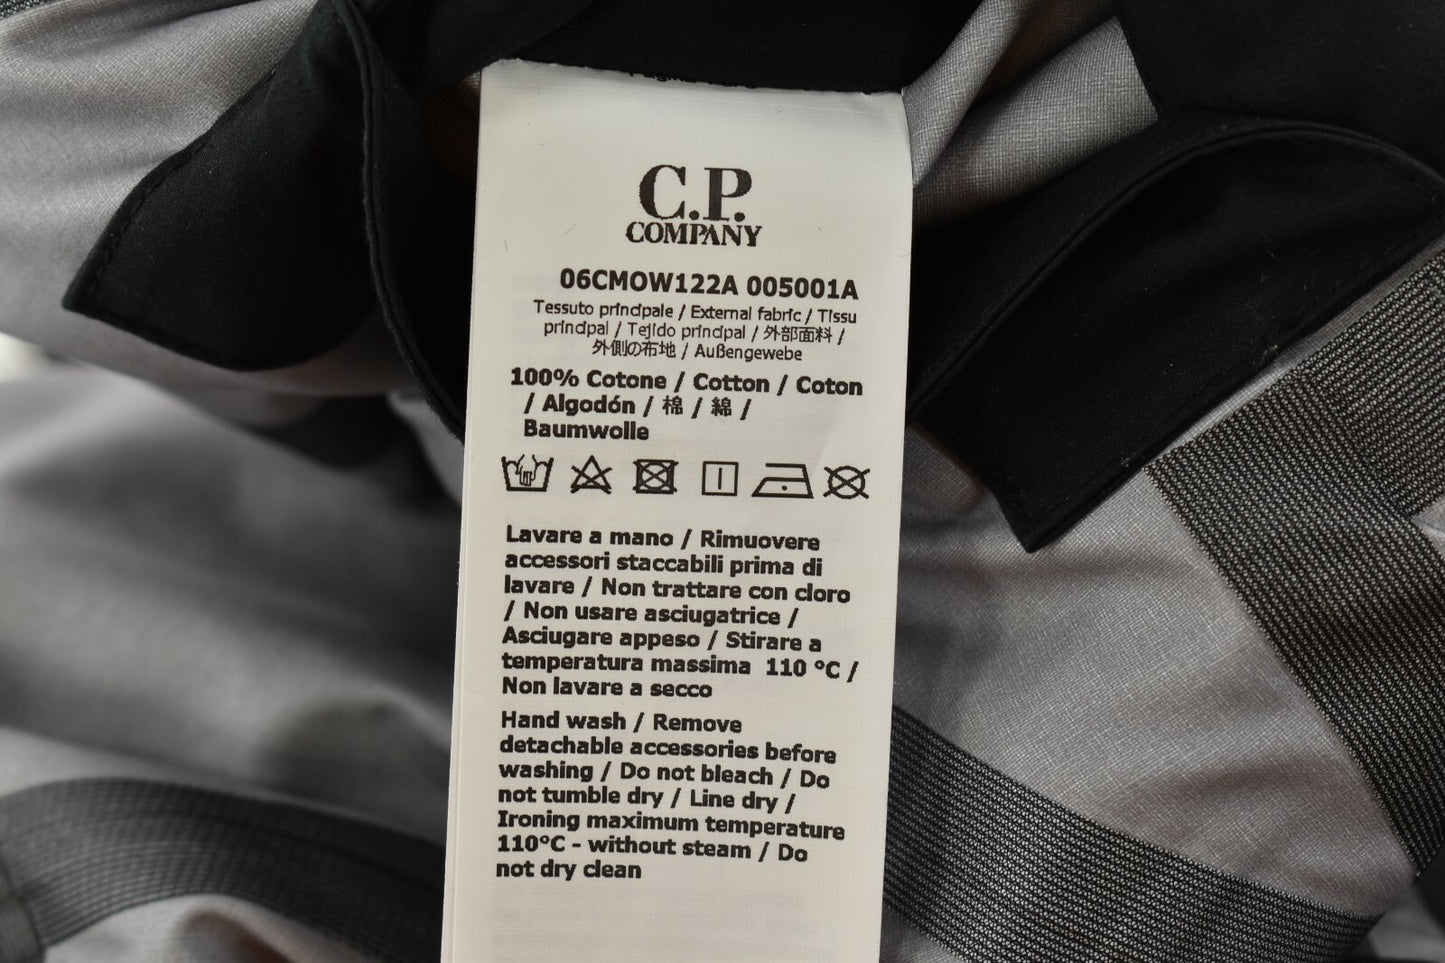 C.P.
COMPANY
06CMOW122A 005001A
Tessuto principale / External fabric / Tissu
principal / Tejido principal / 外部面料 /
外側の布地 / Außengewebe
100% Cotone / Cotton / Coton
/ Algodón / 棉 / 綿 /
Baumwolle
Lavare a mano / Rimuovere
accessori staccabili prima di
lavare / Non trattare con cloro
/ Non usare asciugatrice /
Asciugare appeso / Stirare a
temperatura massima 110 °C /
Non lavare a secco
Hand wash / Remove
detachable accessories before
washing / Do not bleach / Do
not tumble dry / Line dry /
Ironing maximum temperature
110°C - without steam / Do
not dry clean